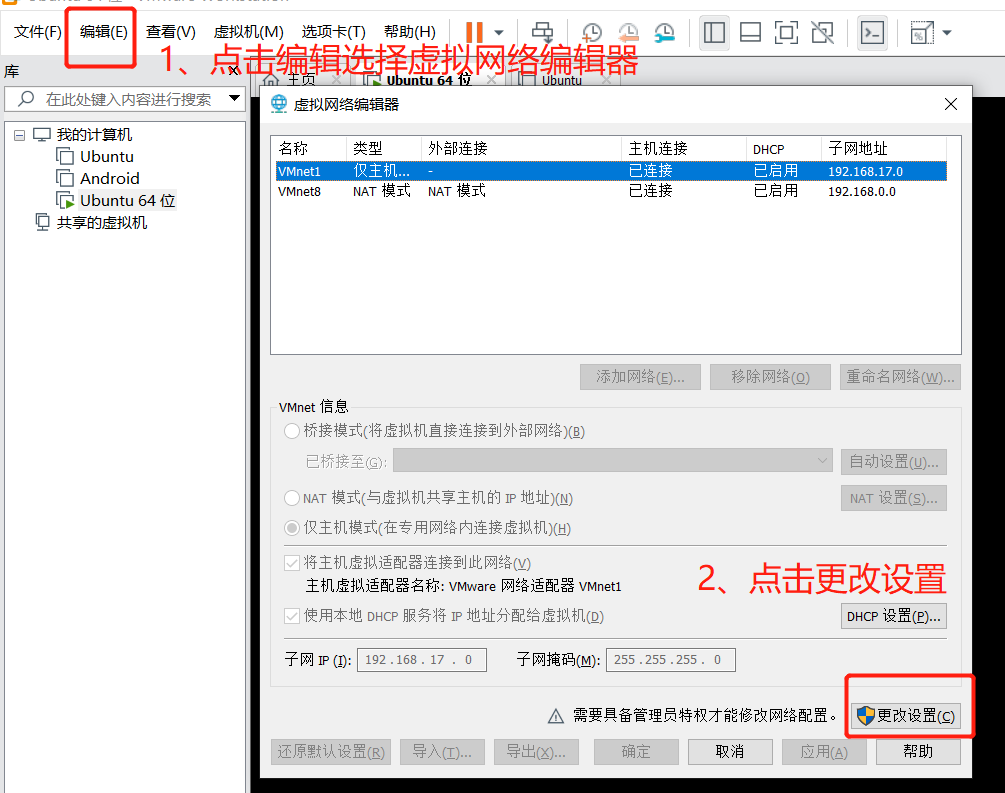 文件(F) 编辑(E) 查看(V) 虚拟机(M) 选项卡(T) 帮助(H)
1、点击编辑选择虚拟网络编辑器
库
主页 Ubuntu 64 位 Ubuntu
在此处键入内容进行搜索
我的计算机
Ubuntu
Android
Ubuntu 64 位
共享的虚拟机
虚拟网络编辑器
名称 类型 外部连接 主机连接 DHCP 子网地址
VMnet1 仅主机... - 已连接 已启用 192.168.17.0
VMnet8 NAT 模式 NAT 模式 已连接 已启用 192.168.0.0
添加网络(E)... 移除网络(O) 重命名网络(W)...
VMnet 信息
桥接模式(将虚拟机直接连接到外部网络)(B)
已桥接至(G): 自动设置(U)...
NAT 模式(与虚拟机共享主机的 IP 地址)(N) NAT 设置(S)...
仅主机模式(在专用网络内连接虚拟机)(H)
将主机虚拟适配器连接到此网络(V)
主机虚拟适配器名称: VMware 网络适配器 VMnet1
2、点击更改设置
使用本地 DHCP 服务将 IP 地址分配给虚拟机(D) DHCP 设置(P)...
子网 IP (I): 192.168.17.0 子网掩码(M): 255.255.255.0
需要具备管理员特权才能修改网络配置。 更改设置(C)
还原默认设置(R) 导入(T)... 导出(X)... 确定 取消 应用(A) 帮助